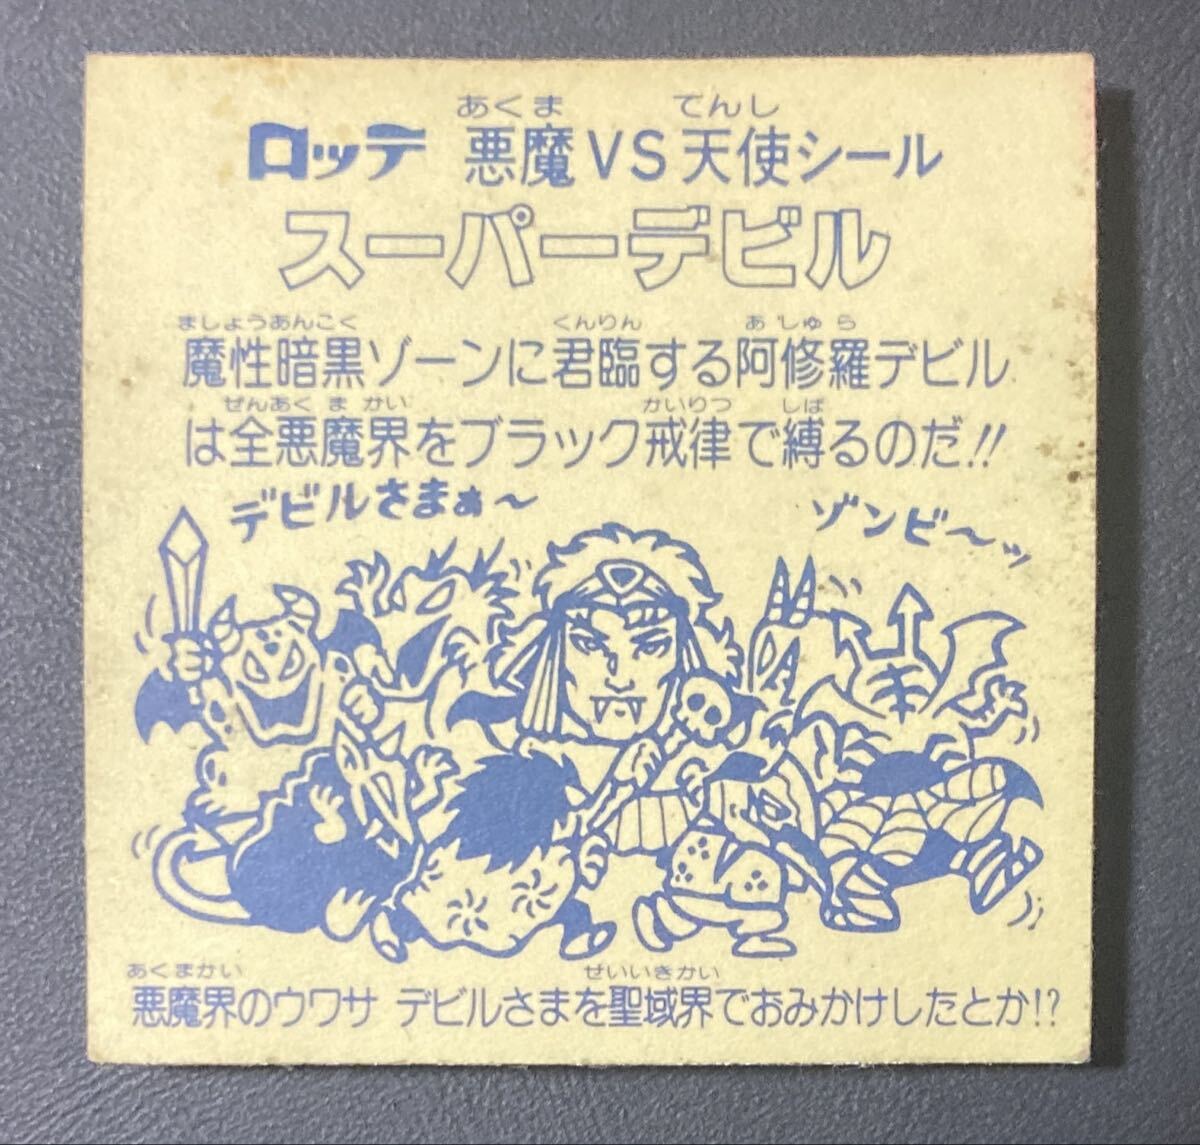 ロッテ 悪魔VS天使シール
あくま てんし
スーパーデビル
ましょうあんこく くんりん あしゅら
魔性暗黒ゾーンに君臨する阿修羅デビル
ぜんあくまかい かいりつ しば
は全悪魔界をブラック戒律で縛るのだ!!
デビルさまぁ〜
ゾンビ〜ッ
あくまかい せいいきかい
悪魔界のウワサ デビルさまを聖域界でおみかけしたとか!?